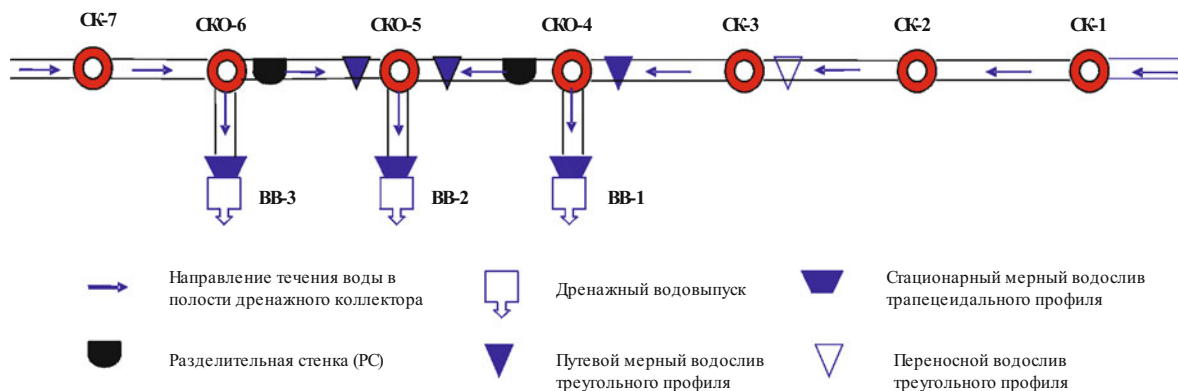 СК-7 СКО-6 СКО-5 СКО-4 СК-3 СК-2 СК-1
ВВ-3 ВВ-2 ВВ-1
Направление течения воды в
полости дренажного коллектора
Дренажный водовыпуск
Стационарный мерный водослив
трапецеидального профиля
Разделительная стенка (РС)
Путевой мерный водослив
треугольного профиля
Переносной водослив
треугольного профиля